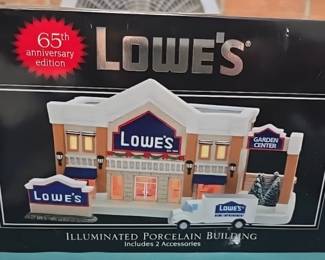 65th
anniversary
edition
LOWE'S
LOWE'S
GARDEN
CENTER
LOWE'S
LOWE'S
ILLUMINATED PORCELAIN BUILDING
Includes 2 Accessories